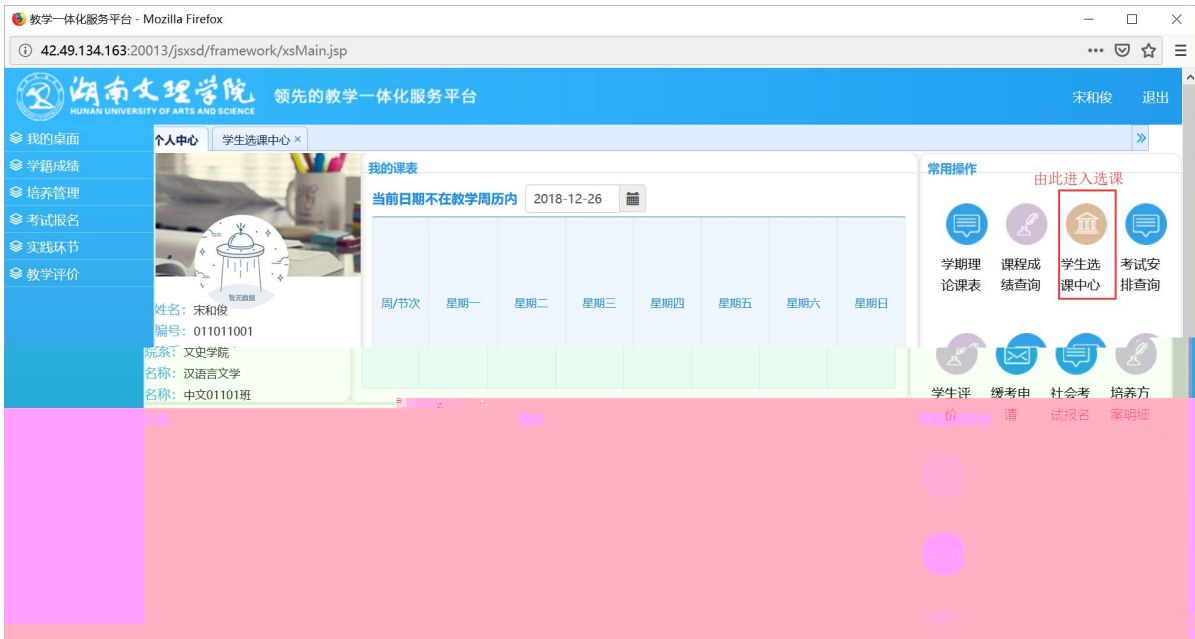 教学一体化服务平台 - Mozilla Firefox
42.49.134.163:20013/jsxsd/framework/xsMain.jsp
湖南文理学院
HUNAN UNIVERSITY OF ARTS AND SCIENCE
领先的教学一体化服务平台
宋和俊 退出
我的桌面
学籍成绩
培养管理
考试报名
实践环节
教学评价
个人中心 学生选课中心 ×
暂无数据
姓名：宋和俊
编号：011011001
院系：文史学院
名称：汉语言文学
名称：中文01101班
我的课表
当前日期不在教学周历内 2018-12-26
周/节次 星期一 星期二 星期三 星期四 星期五 星期六 星期日
常用操作
由此进入选课
学期理论课表
课程成绩查询
学生选课中心
考试安排查询
学生评价
缓考申请
社会考试报名
培养方案明细